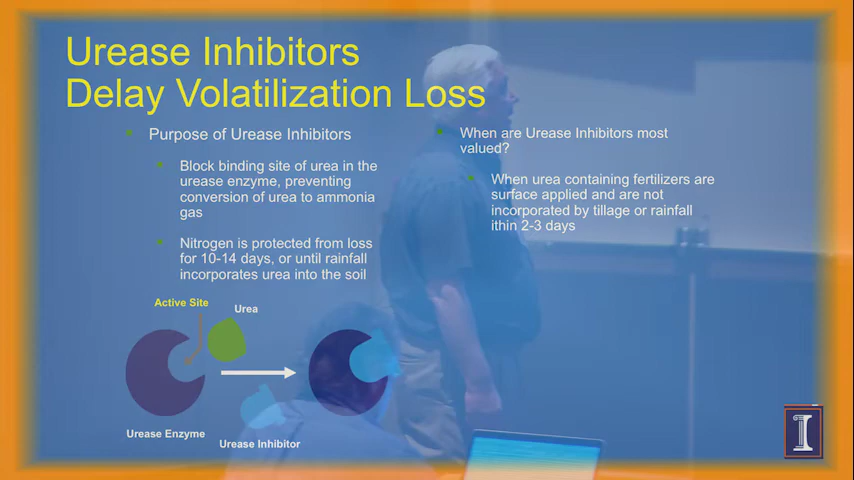 Urease Inhibitors
Delay Volatilization Loss
Purpose of Urease Inhibitors
Block binding site of urea in the
urease enzyme, preventing
conversion of urea to ammonia
gas
Nitrogen is protected from loss
for 10-14 days, or until rainfall
incorporates urea into the soil
When are Urease Inhibitors most
valued?
When urea containing fertilizers are
surface applied and are not
incorporated by tillage or rainfall
ithin 2-3 days
Active Site
Urea
Urease Enzyme
Urease Inhibitor
I